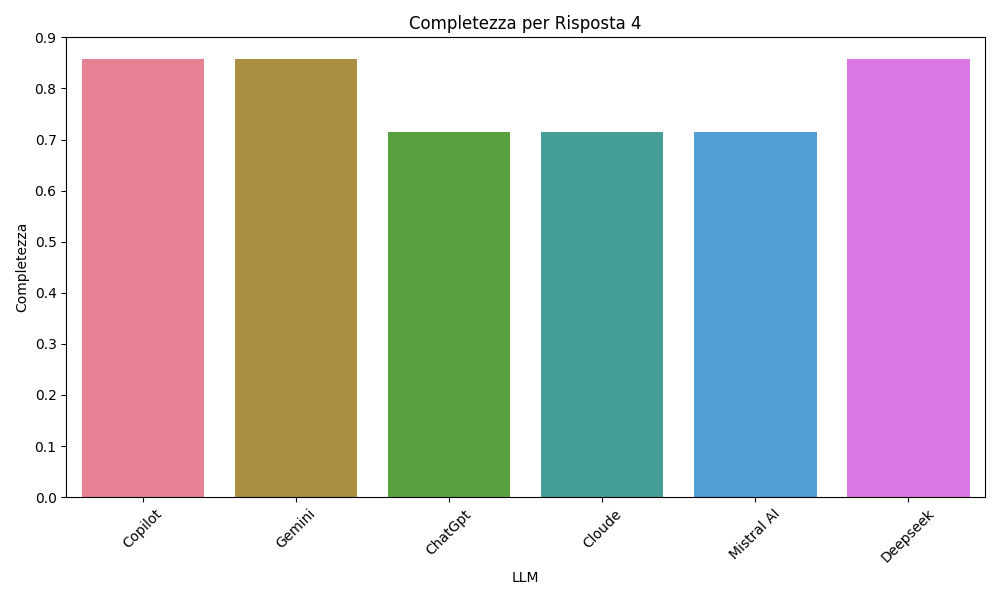 Completezza per Risposta 4
0.9
0.8
0.7
0.6
0.5
0.4
0.3
0.2
0.1
0.0
Completezza
Copilot
Gemini
ChatGpt
Cloude
Mistral AI
Deepseek
LLM